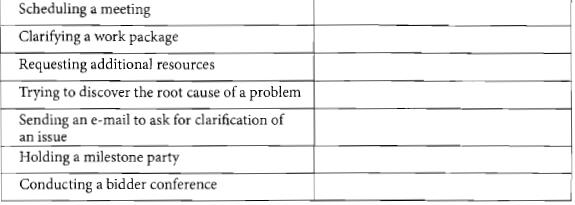 Scheduling a meeting
Clarifying a work package
Requesting additional resources
Trying to discover the root cause of a problem
Sending an e-mail to ask for clarification of
an issue
Holding a milestone party
Conducting a bidder conference